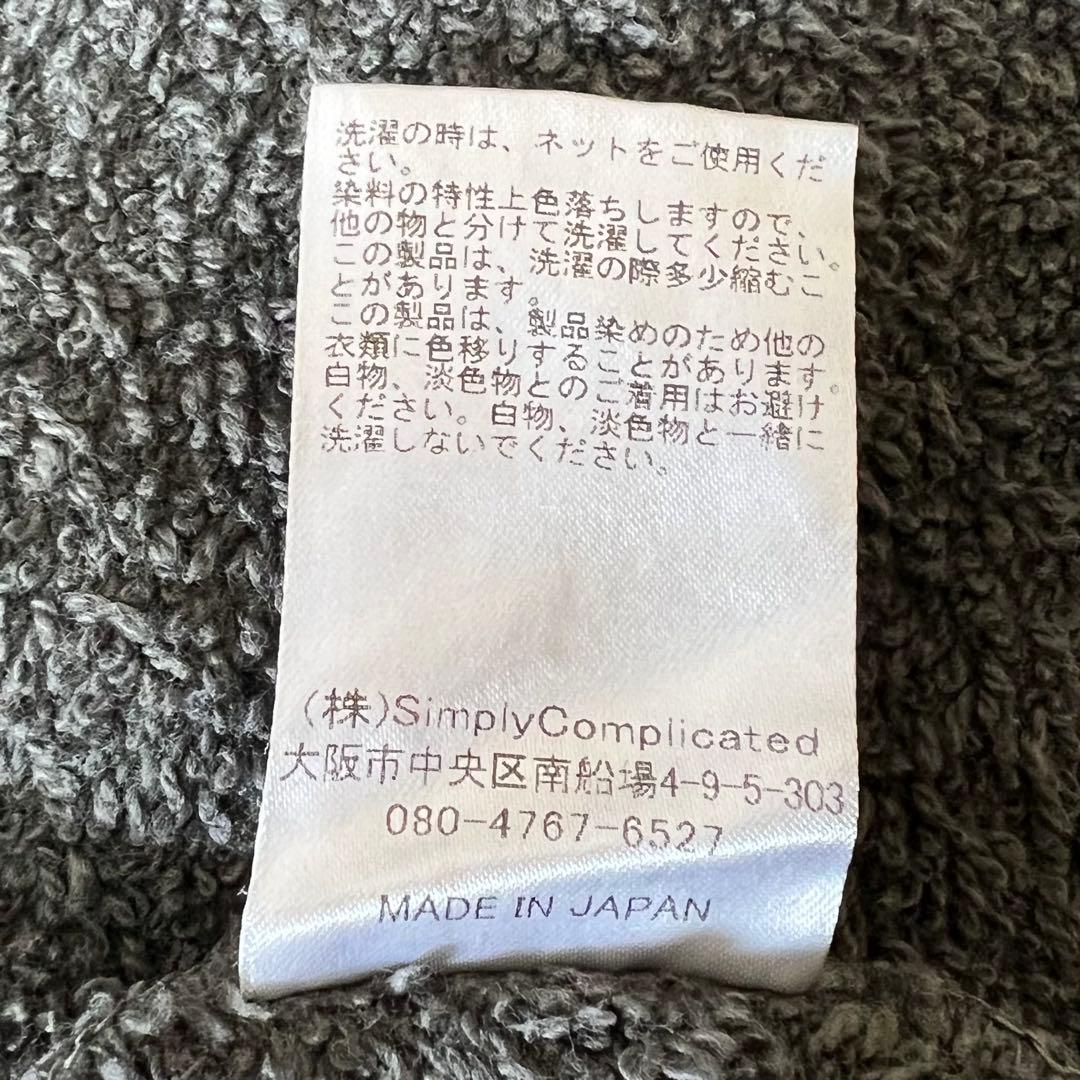 洗濯の時は、ネットをご使用くだ
さい。
染料の特性上色落ちしますので、
他の物と分けて洗濯してください。
この製品は、洗濯の際多少縮むこ
とがあります。
この製品は、製品染めのため他の
衣類に色移りすることがあります。
白物、淡色物とのご着用はお避け
ください。白物、淡色物と一緒に
洗濯しないでください。
(株)SimplyComplicated
大阪市中央区南船場4-9-5-303
080-4767-6527
MADE IN JAPAN